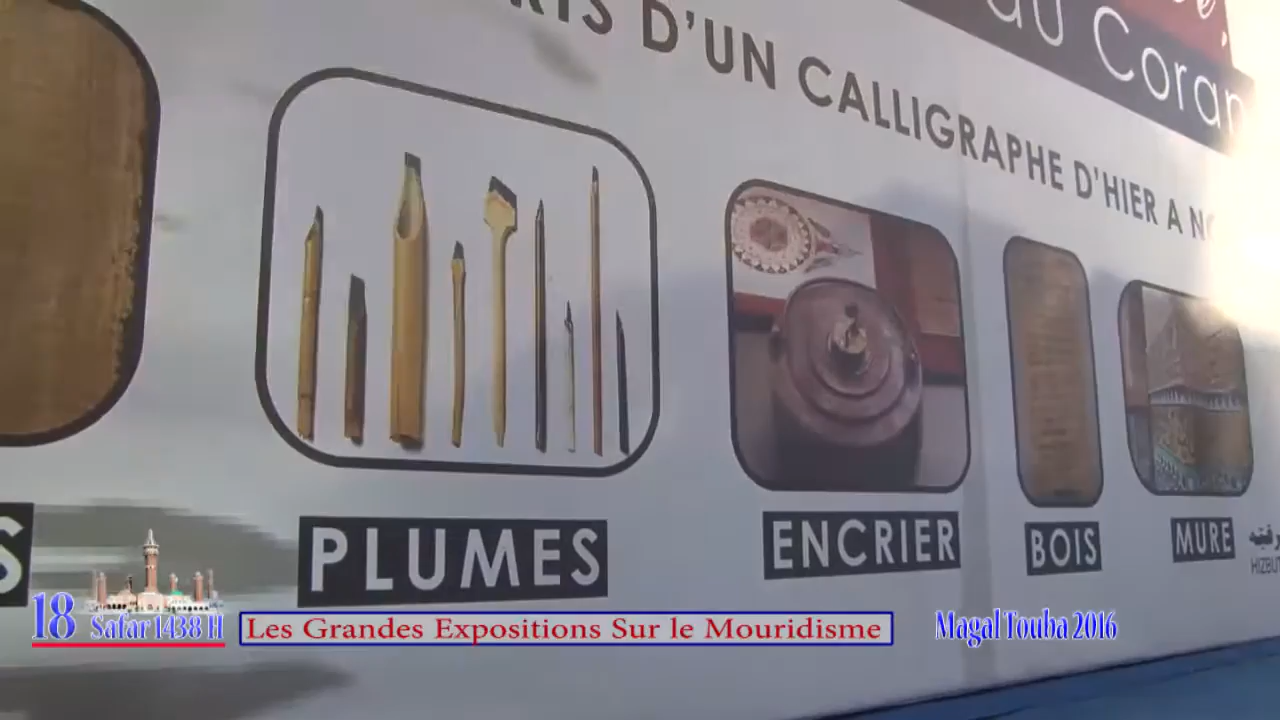 au Coran
D'UN CALLIGRAPHE D'HIER A
PLUMES
ENCRIER
BOIS
MURE
18 Safar 1438 H
Les Grandes Expositions Sur le Mouridisme
Magal Touba 2016